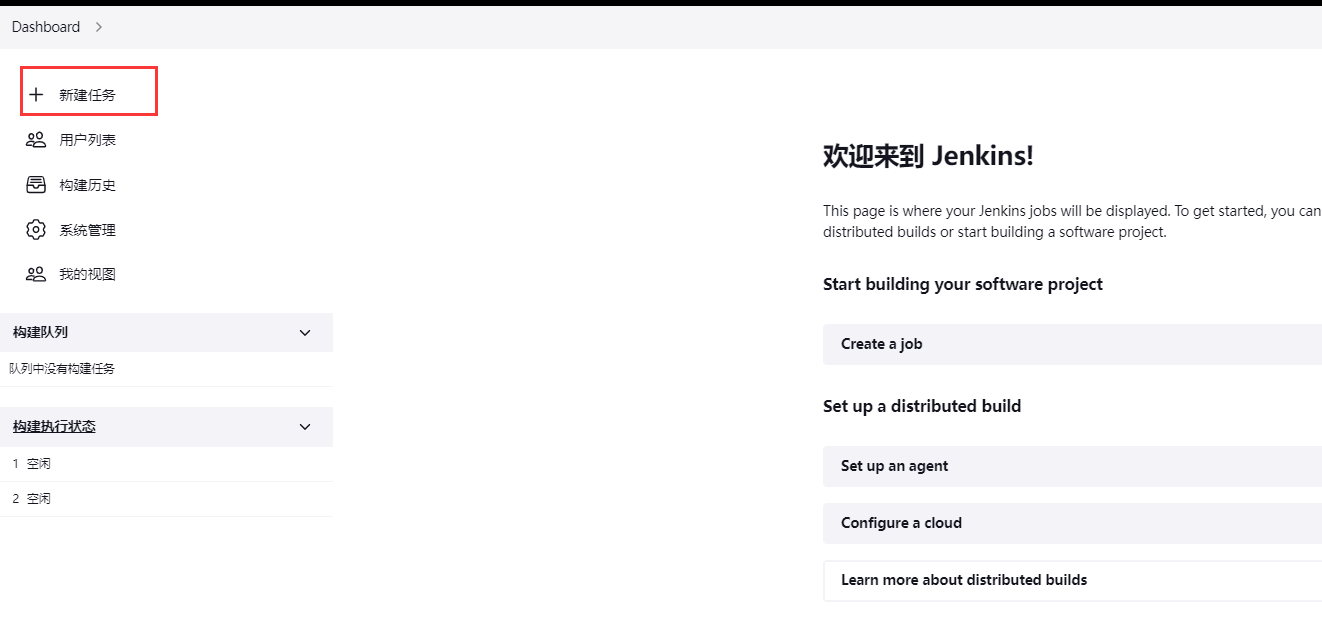 Dashboard
新建任务
用户列表
构建历史
系统管理
我的视图
构建队列
队列中没有构建任务
构建执行状态
1 空闲
2 空闲
欢迎来到 Jenkins!
This page is where your Jenkins jobs will be displayed. To get started, you can
distributed builds or start building a software project.
Start building your software project
Create a job
Set up a distributed build
Set up an agent
Configure a cloud
Learn more about distributed builds